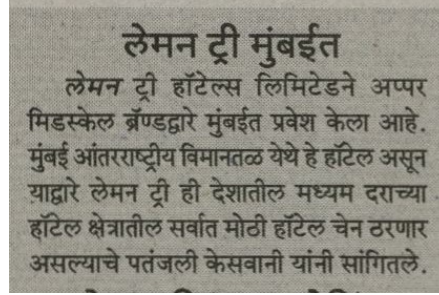 लेमन ट्री मुंबईत
लेमन ट्री हॉटेल्स लिमिटेडने अप्पर
मिडस्केल ब्रॅण्डद्वारे मुंबईत प्रवेश केला आहे.
मुंबई आंतरराष्ट्रीय विमानतळ येथे हे हॉटेल असून
याद्वारे लेमन ट्री ही देशातील मध्यम दराच्या
हॉटेल क्षेत्रातील सर्वात मोठी हॉटेल चेन ठरणार
असल्याचे पतंजली केसवानी यांनी सांगितले.